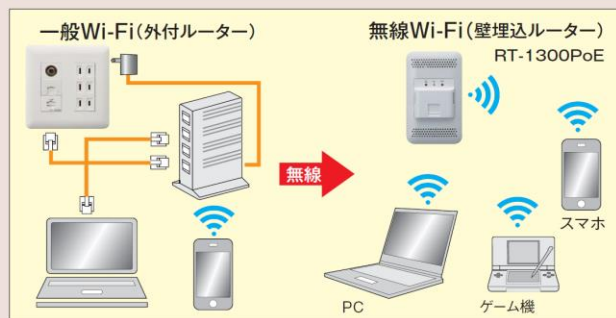 一般Wi-Fi(外付ルーター)
無線Wi-Fi(壁埋込ルーター)
RT-1300PoE
無線
スマホ
PC
ゲーム機